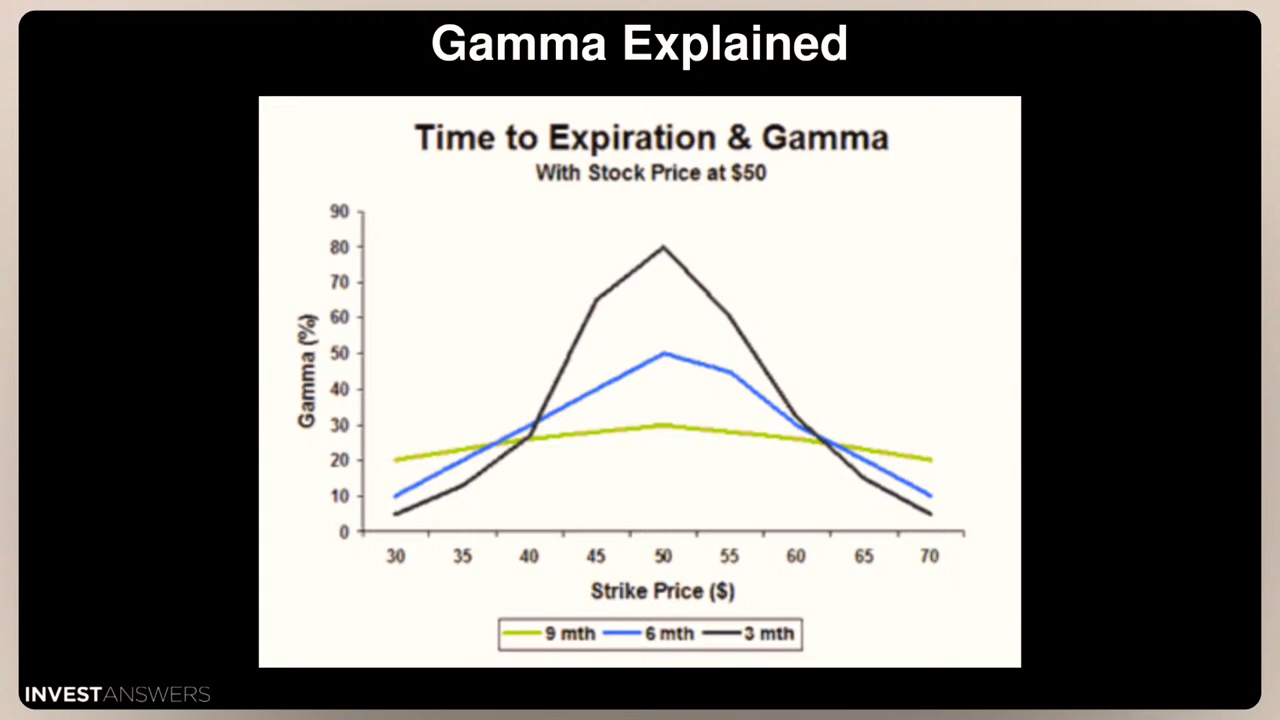 Gamma Explained
Time to Expiration & Gamma
With Stock Price at $50
90
80
70
60
50
40
30
20
10
0
Gamma (%)
30 35 40 45 50 55 60 65 70
Strike Price ($)
9 mth 6 mth 3 mth
INVESTANSWERS